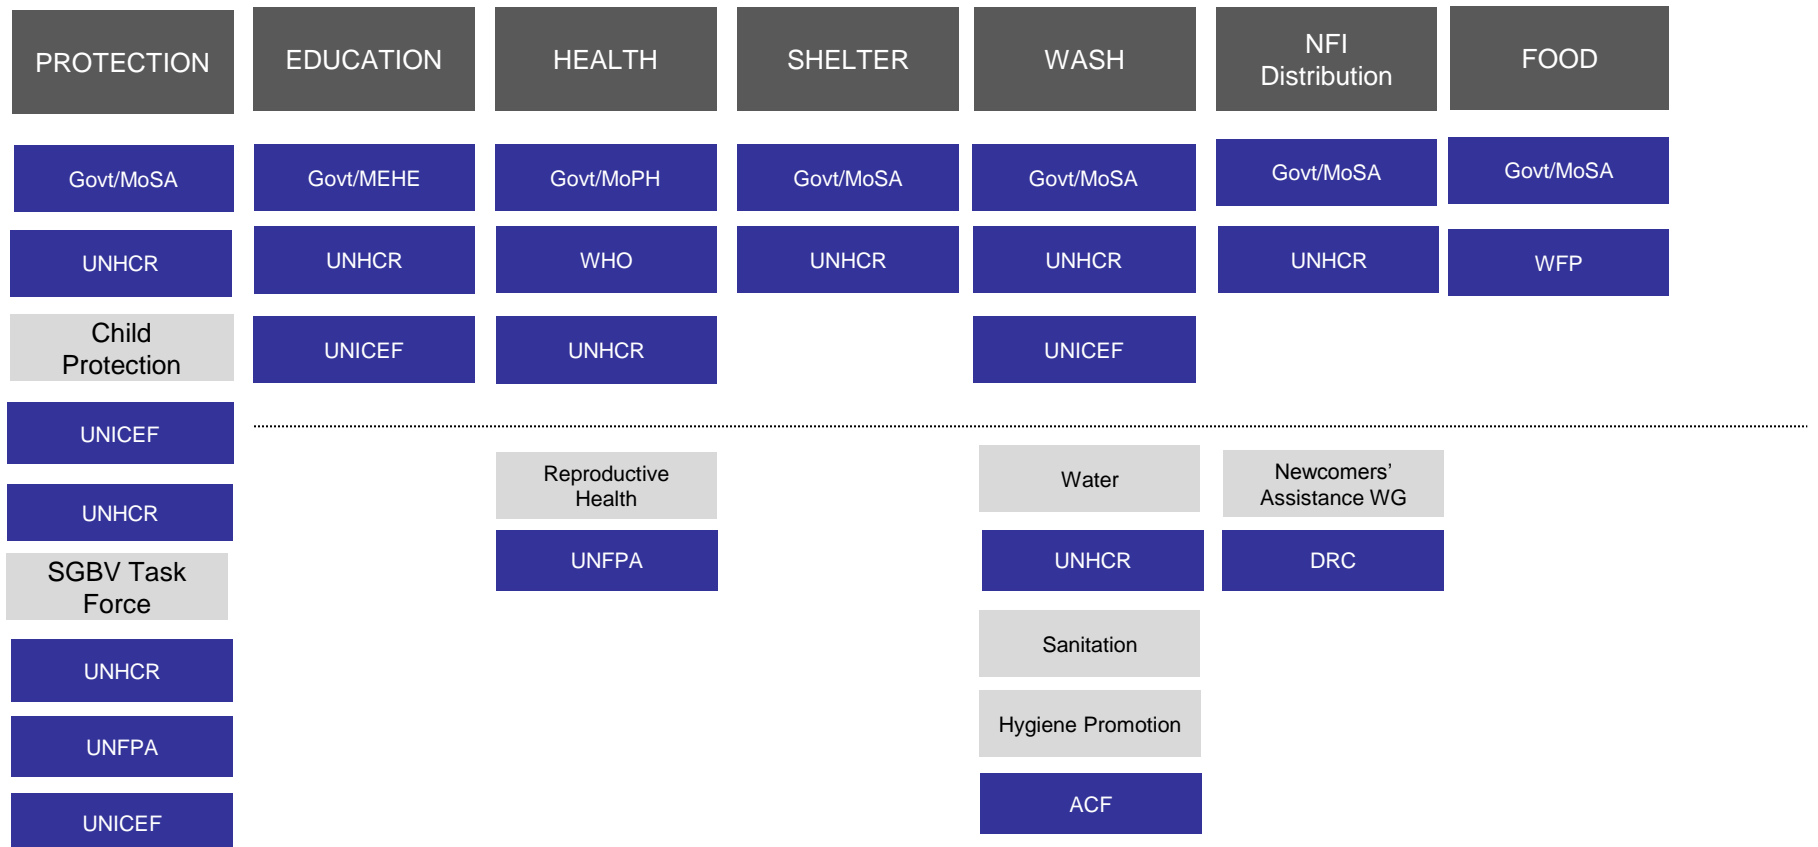 PROTECTION
EDUCATION
HEALTH
SHELTER
WASH
NFI
Distribution
FOOD
Govt/MoSA
Govt/MEHE
Govt/MoPH
Govt/MoSA
Govt/MoSA
Govt/MoSA
Govt/MoSA
UNHCR
UNHCR
WHO
UNHCR
UNHCR
UNHCR
WFP
Child
Protection
UNICEF
UNHCR
UNICEF
UNICEF
Reproductive
Health
Water
Newcomers’
Assistance WG
UNHCR
UNFPA
UNHCR
DRC
SGBV Task
Force
Sanitation
UNHCR
Hygiene Promotion
UNFPA
ACF
UNICEF